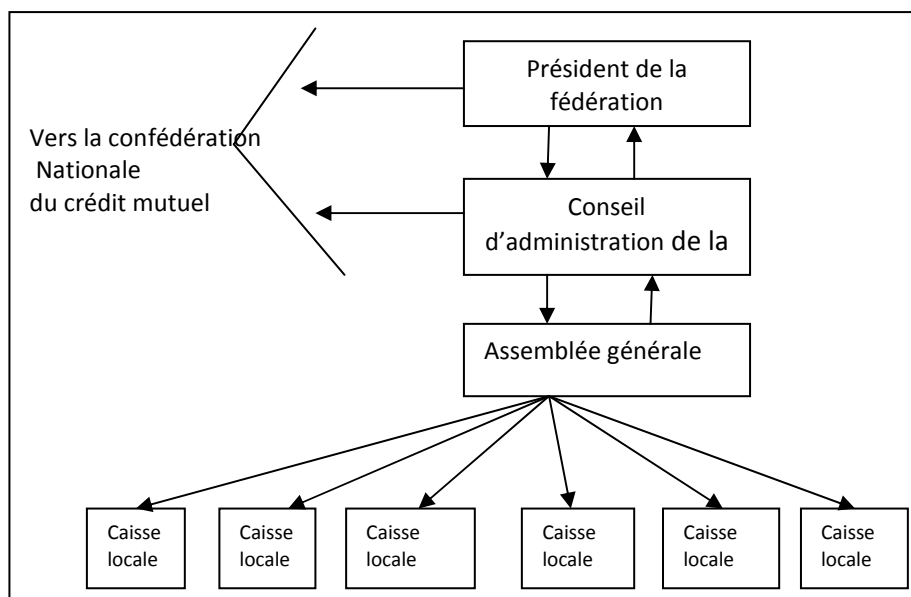 Président de la
fédération
Vers la confédération
Nationale
du crédit mutuel
Conseil
d’administration de la
Assemblée générale
Caisse
locale
Caisse
locale
Caisse
locale
Caisse
locale
Caisse
locale
Caisse
locale